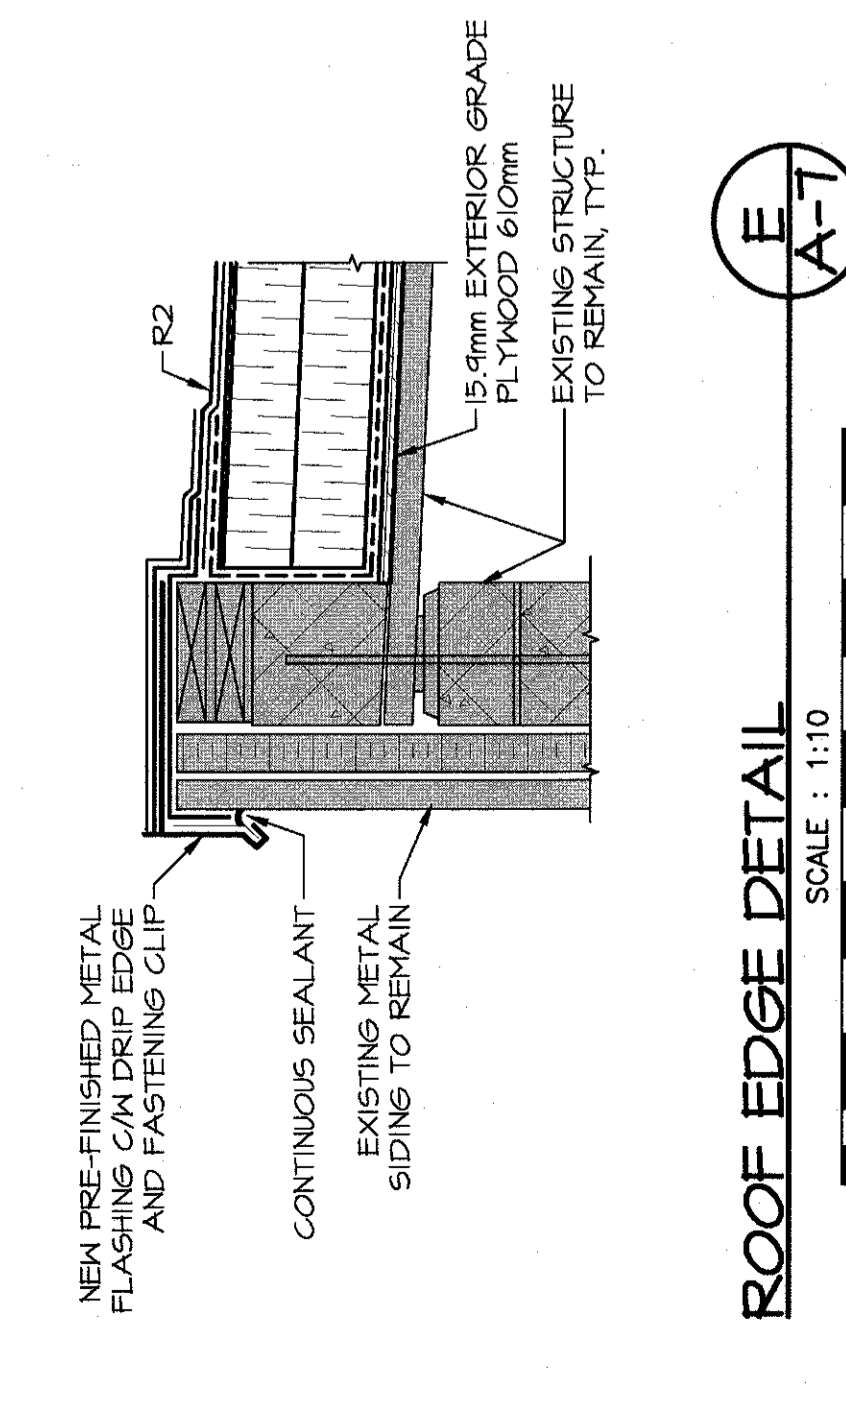 NEW PRE-FINISHED METAL
FLASHING C/W DRIP EDGE
AND FASTENING CLIP
CONTINUOUS SEALANT
EXISTING METAL
SIDING TO REMAIN
R2
15.9mm EXTERIOR GRADE
PLYWOOD 610mm
EXISTING STRUCTURE
TO REMAIN, TYP.
ROOF EDGE DETAIL
SCALE : 1:10
E
A-7